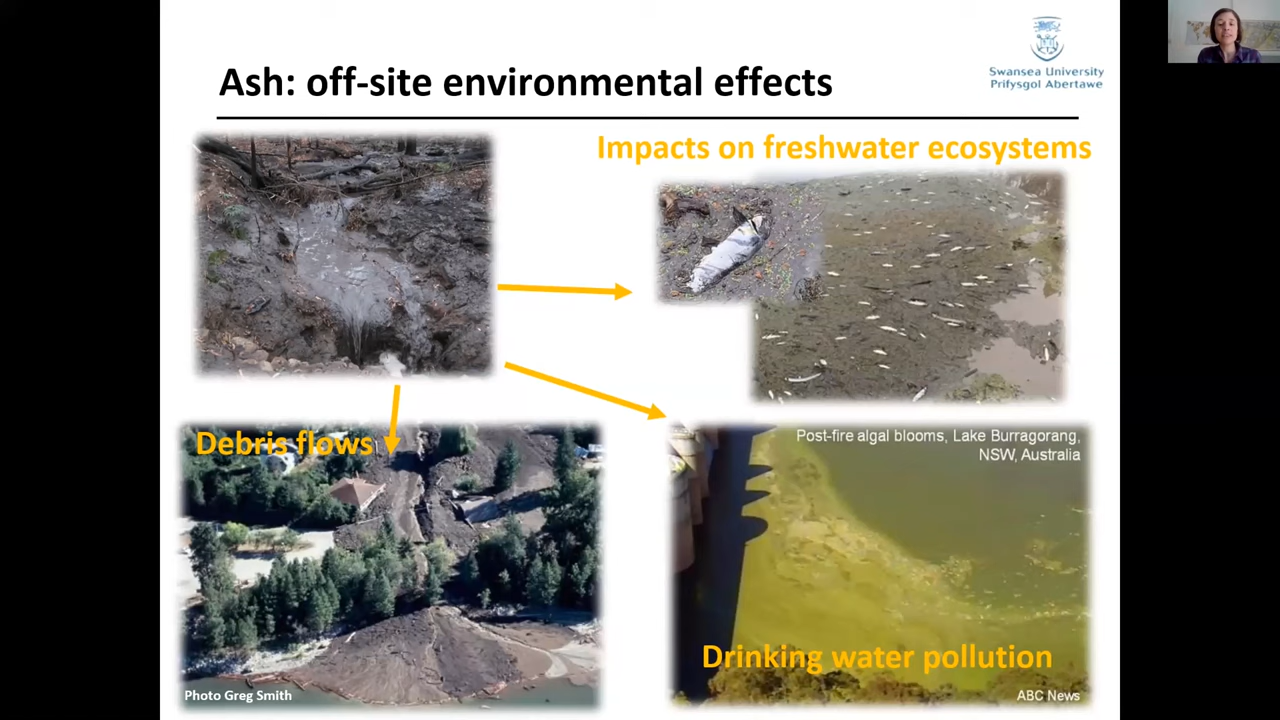 Ash: off-site environmental effects
Swansea University
Prifysgol Abertawe
Impacts on freshwater ecosystems
Debris flows
Photo Greg Smith
Post-fire algal blooms, Lake Burragorang,
NSW, Australia
Drinking water pollution
ABC News